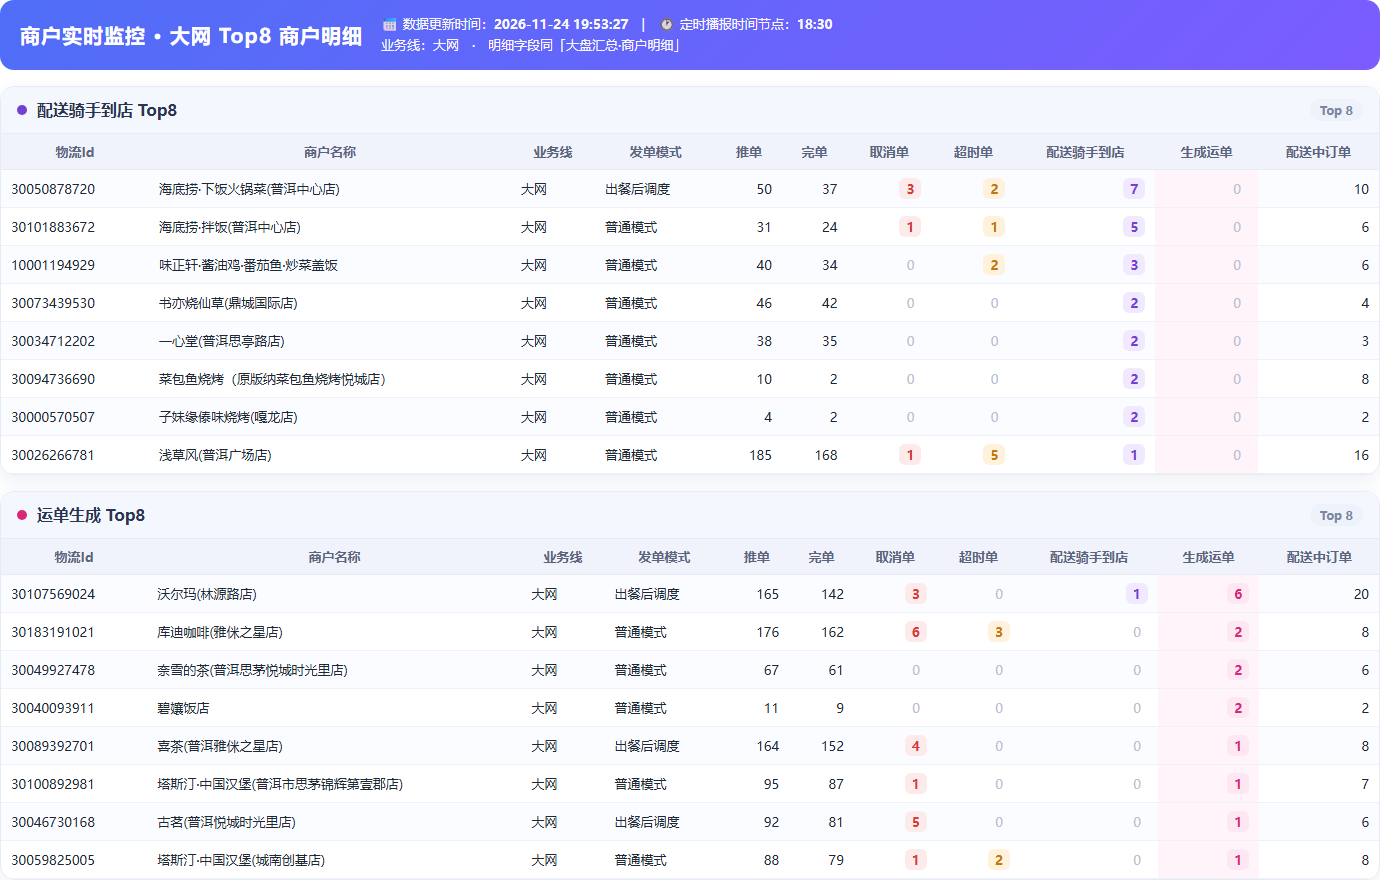 商户实时监控 · 大网 Top8 商户明细
数据更新时间：2026-11-24 19:53:27 | 定时播报时间节点：18:30
业务线：大网 · 明细字段同「大盘汇总·商户明细」
配送骑手到店 Top8 Top 8
物流Id 商户名称 业务线 发单模式 推单 完单 取消单 超时单 配送骑手到店 生成运单 配送中订单
30050878720 海底捞·下饭火锅菜(普洱中心店) 大网 出餐后调度 50 37 3 2 7 0 10
30101883672 海底捞·拌饭(普洱中心店) 大网 普通模式 31 24 1 1 5 0 6
10001194929 味正轩·酱油鸡·番茄鱼·炒菜盖饭 大网 普通模式 40 34 0 2 3 0 6
30073439530 书亦烧仙草(鼎城国际店) 大网 普通模式 46 42 0 0 2 0 4
30034712202 一心堂(普洱思亭路店) 大网 普通模式 38 35 0 0 2 0 3
30094736690 菜包鱼烧烤（原版纳菜包鱼烧烤悦城店） 大网 普通模式 10 2 0 0 2 0 8
30000570507 子妹缘傣味烧烤(嘎龙店) 大网 普通模式 4 2 0 0 2 0 2
30026266781 浅草风(普洱广场店) 大网 普通模式 185 168 1 5 1 0 16
运单生成 Top8 Top 8
物流Id 商户名称 业务线 发单模式 推单 完单 取消单 超时单 配送骑手到店 生成运单 配送中订单
30107569024 沃尔玛(林源路店) 大网 出餐后调度 165 142 3 0 1 6 20
30183191021 库迪咖啡(雅佧之星店) 大网 普通模式 176 162 6 3 0 2 8
30049927478 奈雪的茶(普洱思茅悦城时光里店) 大网 普通模式 67 61 0 0 0 2 6
30040093911 碧孃饭店 大网 普通模式 11 9 0 0 0 2 2
30089392701 喜茶(普洱雅佧之星店) 大网 出餐后调度 164 152 4 0 0 1 8
30100892981 塔斯汀·中国汉堡(普洱市思茅锦辉第壹郡店) 大网 普通模式 95 87 1 0 0 1 7
30046730168 古茗(普洱悦城时光里店) 大网 出餐后调度 92 81 5 0 0 1 6
30059825005 塔斯汀·中国汉堡(城南创基店) 大网 普通模式 88 79 1 2 0 1 8